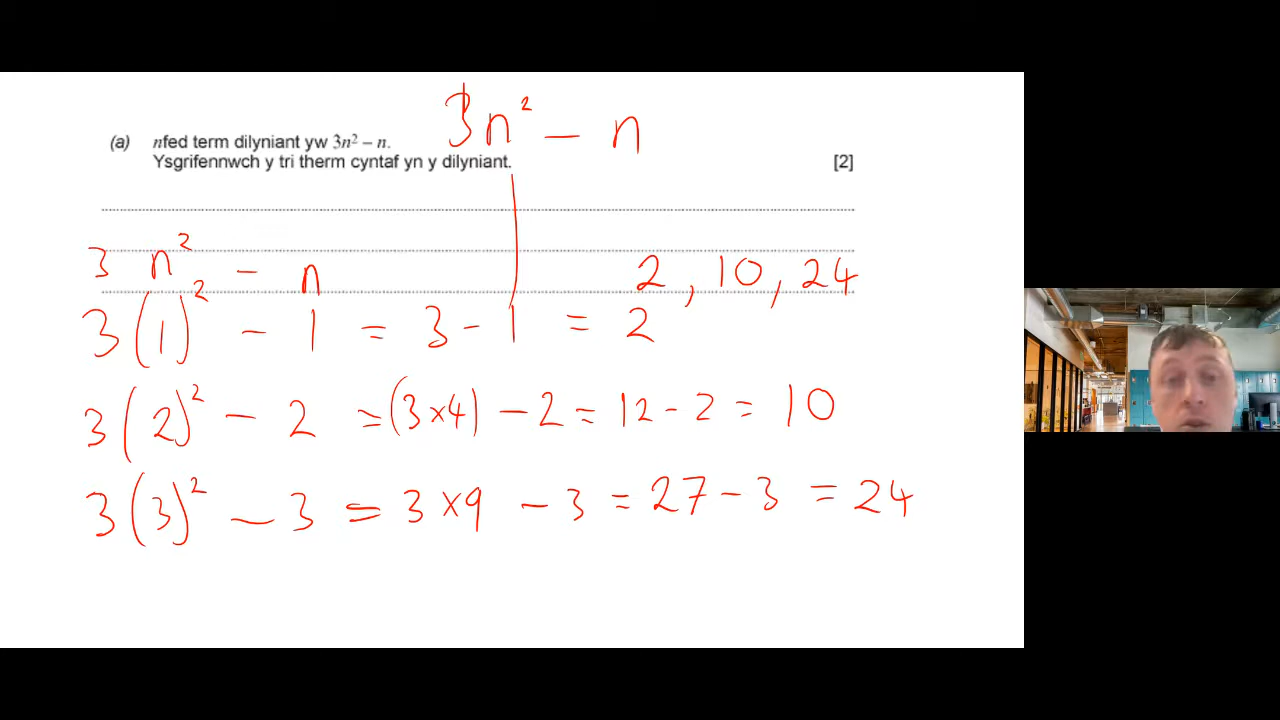 3n² - n
(a) nfed term dilyniant yw 3n² – n.
Ysgrifennwch y tri therm cyntaf yn y dilyniant. [2]
3 n² - n
2, 10, 24
3(1)² - 1 = 3 - 1 = 2
3(2)² - 2 = (3×4) - 2 = 12 - 2 = 10
3(3)² - 3 = 3×9 - 3 = 27 - 3 = 24